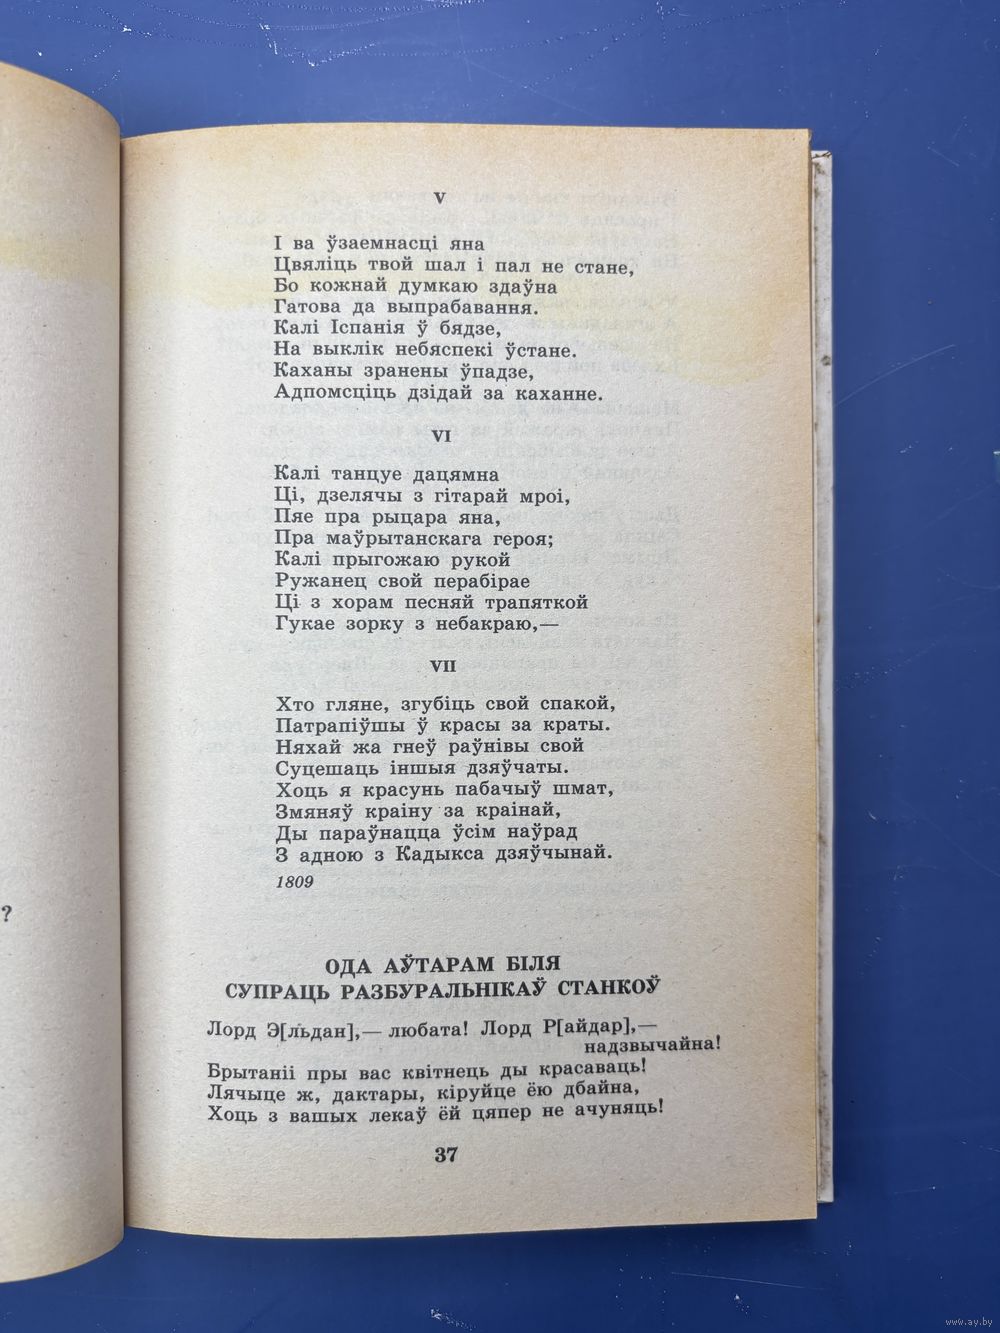 ?
V
І ва ўзаемнасці яна
Цвяліць твой шал і пал не стане,
Бо кожнай думкаю здаўна
Гатова да выпрабавання.
Калі Іспанія ў бядзе,
На выклік небяспекі ўстане.
Каханы зранены ўпадзе,
Адпомсціць дзідай за каханне.
VI
Калі танцуе дацямна
Ці, дзелячы з гітарай мроі,
Пяе пра рыцара яна,
Пра маўрытанскага героя;
Калі прыгожаю рукой
Ружанец свой перабірае
Ці з хорам песняй трапяткой
Гукае зорку з небакраю,—
VII
Хто гляне, згубіць свой спакой,
Патрапіўшы ў красы за краты.
Няхай жа гнеў раўнівы свой
Суцешаць іншыя дзяўчаты.
Хоць я красунь пабачыў шмат,
Змяняў краіну за краінай,
Ды параўнацца ўсім наўрад
З адною з Кадыкса дзяўчынай.
1809
ОДА АЎТАРАМ БІЛЯ
СУПРАЦЬ РАЗБУРАЛЬНІКАЎ СТАНКОЎ
Лорд Э[льдан],— любата! Лорд Р[айдар],—
надзвычайна!
Брытаніі пры вас квітнець ды красаваць!
Лячыце ж, дактары, кіруйце ёю дбайна,
Хоць з вашых лекаў ёй цяпер не ачуняць!
37
www.ay.by